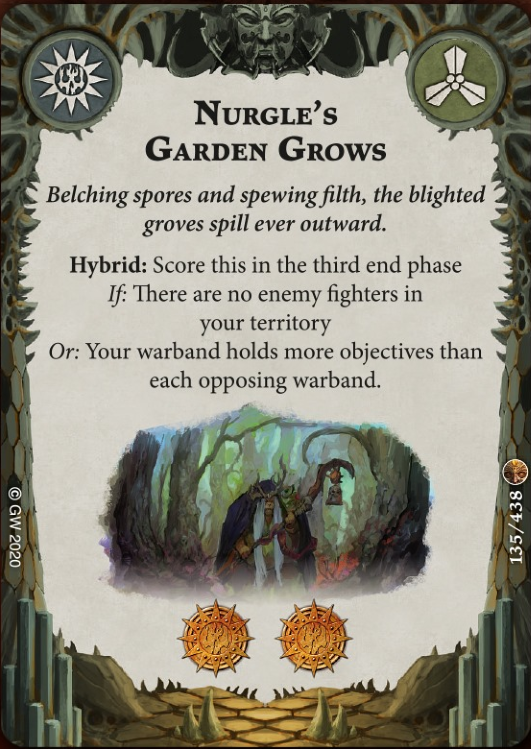 Nurgle's
Garden Grows
Belching spores and spewing filth, the blighted
groves spill ever outward.
Hybrid: Score this in the third end phase
If: There are no enemy fighters in
your territory
Or: Your warband holds more objectives than
each opposing warband.
© GW 2020
135/438